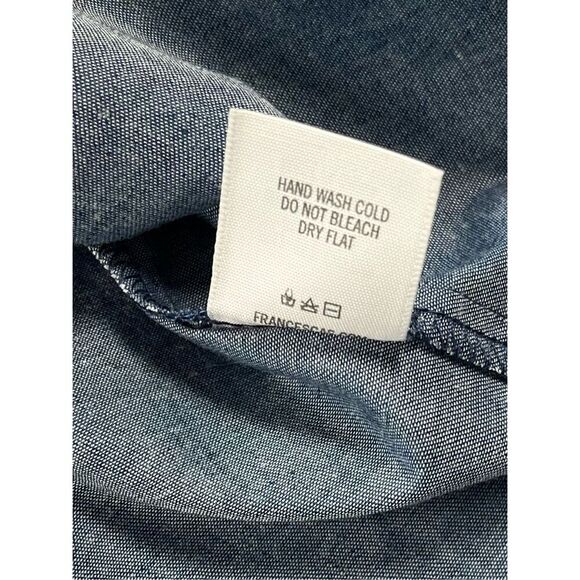 HAND WASH COLD
DO NOT BLEACH
DRY FLAT